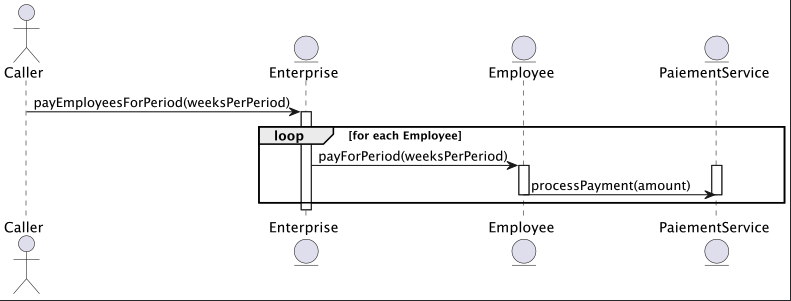 Caller
Enterprise
Employee
PaiementService
payEmployeesForPeriod(weeksPerPeriod)
loop
[for each Employee]
payForPeriod(weeksPerPeriod)
processPayment(amount)
Caller
Enterprise
Employee
PaiementService